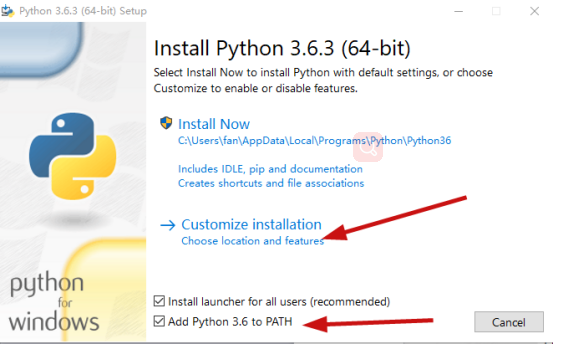 Python 3.6.3 (64-bit) Setup
Install Python 3.6.3 (64-bit)
Select Install Now to install Python with default settings, or choose
Customize to enable or disable features.
Install Now
C:\Users\fan\AppData\Local\Programs\Python\Python36
Includes IDLE, pip and documentation
Creates shortcuts and file associations
Customize installation
Choose location and features
python
for
windows
Install launcher for all users (recommended)
Add Python 3.6 to PATH
Cancel